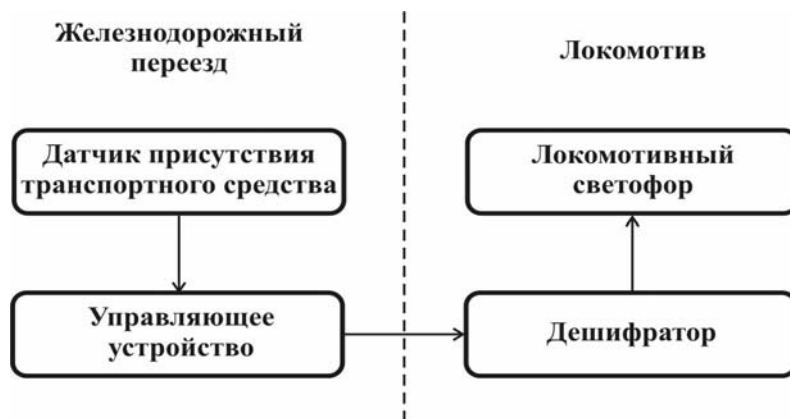 Железнодорожный
переезд
Локомотив
Датчик присутствия
транспортного средства
Локомотивный
светофор
Управляющее
устройство
Дешифратор